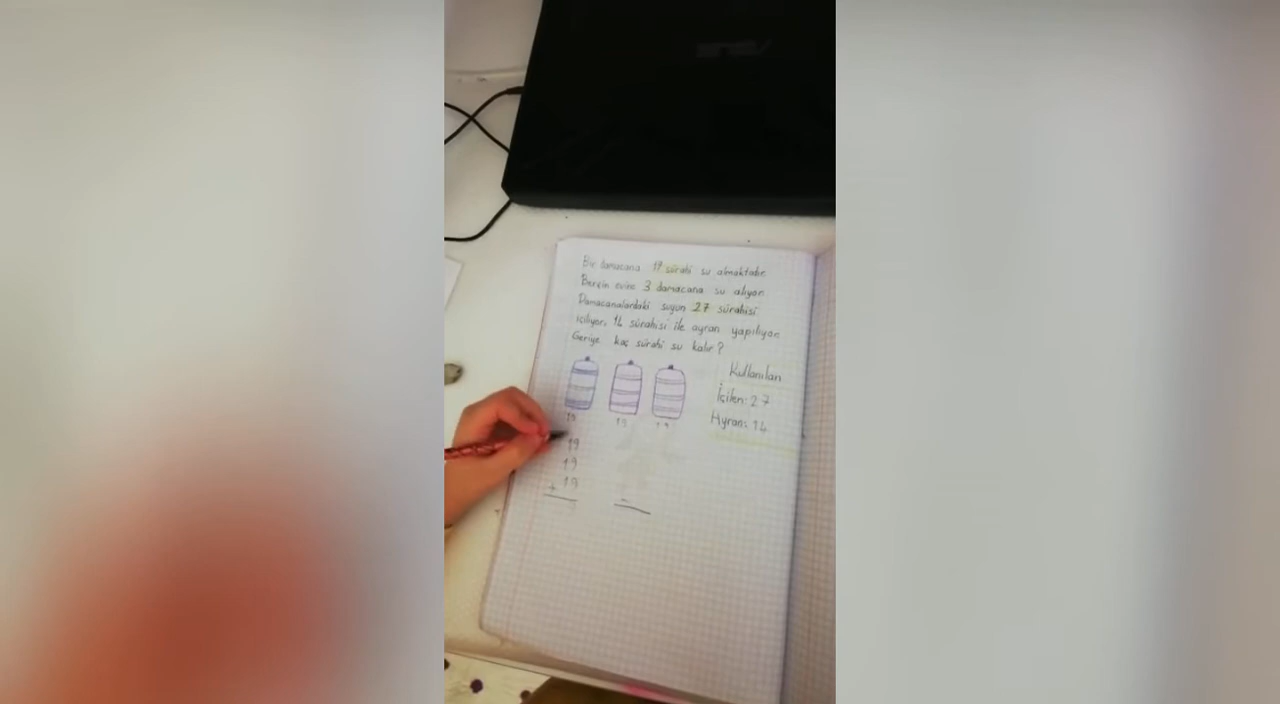 Bir damacana 19 sürahi su almaktadır.
Bergin evine 3 damacana su alıyor.
Damacanalardaki suyun 27 sürahisi
içiliyor, 14 sürahisi ile ayran yapılıyor.
Geriye kaç sürahi su kalır?
Kullanılan
İçilen: 27
Ayran: 14
19 19 19
19
19
+ 19
-